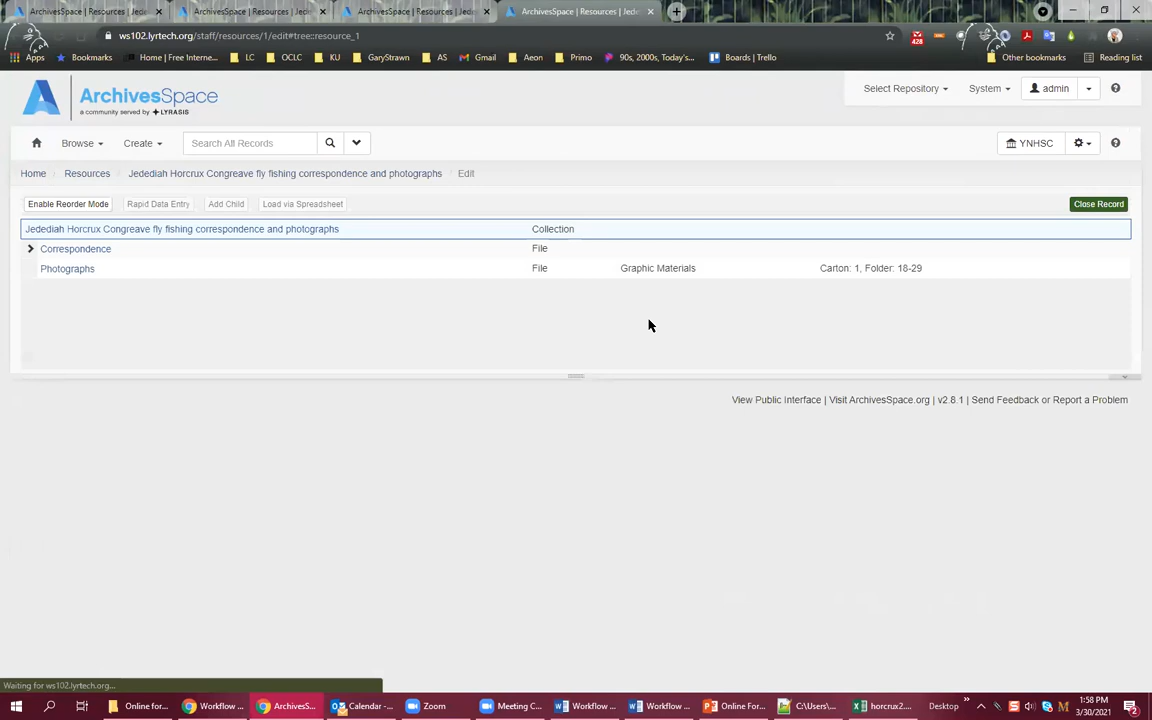 ArchivesSpace | Resources | Jede
ArchivesSpace | Resources | Jedi
ArchivesSpace | Resources | Jede
ArchivesSpace | Resources | Jede
ws102.lyrtech.org/staff/resources/1/edit#tree::resource_1
428
Apps Bookmarks Home | Free Interne... LC OCLC KU GaryStrawn AS Gmail Aeon Primo 90s, 2000s, Today's... Boards | Trello Other bookmarks Reading list
ArchivesSpace
a community served by LYRASIS
Select Repository System admin
Browse Create Search All Records YNHSC
Home Resources Jedediah Horcrux Congreave fly fishing correspondence and photographs Edit
Enable Reorder Mode Rapid Data Entry Add Child Load via Spreadsheet Close Record
Jedediah Horcrux Congreave fly fishing correspondence and photographs Collection
Correspondence File
Photographs File Graphic Materials Carton: 1, Folder: 18-29
View Public Interface | Visit ArchivesSpace.org | v2.8.1 | Send Feedback or Report a Problem
Waiting for ws102.lyrtech.org...
Online for... Workflow ... ArchivesS... Calendar -... Zoom Meeting C... Workflow ... Workflow ... Online For... C:\Users\... horcrux2.... Desktop 1:58 PM
3/30/2021
2